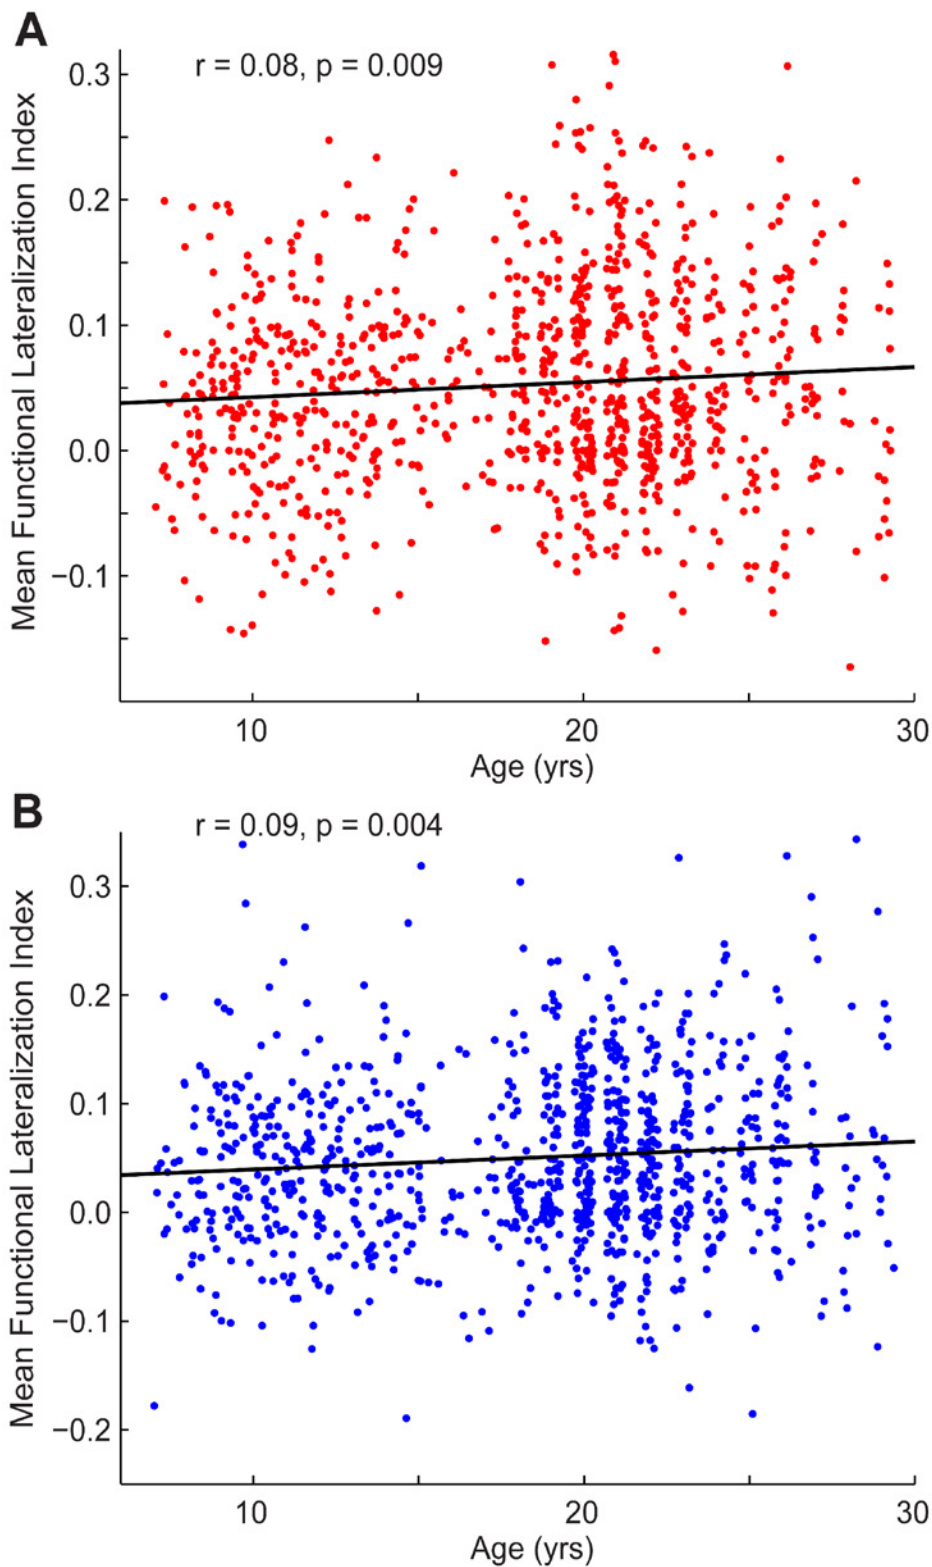 A
r = 0.08, p = 0.009
Mean Functional Lateralization Index
0.3
0.2
0.1
0.0
−0.1
10
20
30
Age (yrs)
B
r = 0.09, p = 0.004
Mean Functional Lateralization Index
0.3
0.2
0.1
0.0
−0.1
−0.2
10
20
30
Age (yrs)